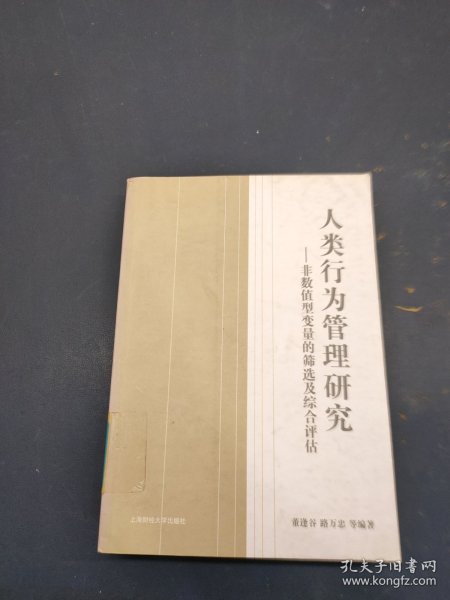 人类行为管理研究
——非数值型变量的筛选及综合评估
董逢谷 路万忠 等编著
上海财经大学出版社
孔夫子旧书网
www.kongfz.com